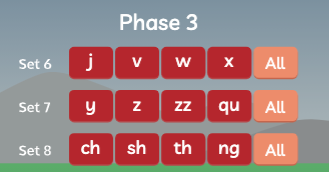 Phase 3
Set 6 j v w x All
Set 7 y z zz qu All
Set 8 ch sh th ng All